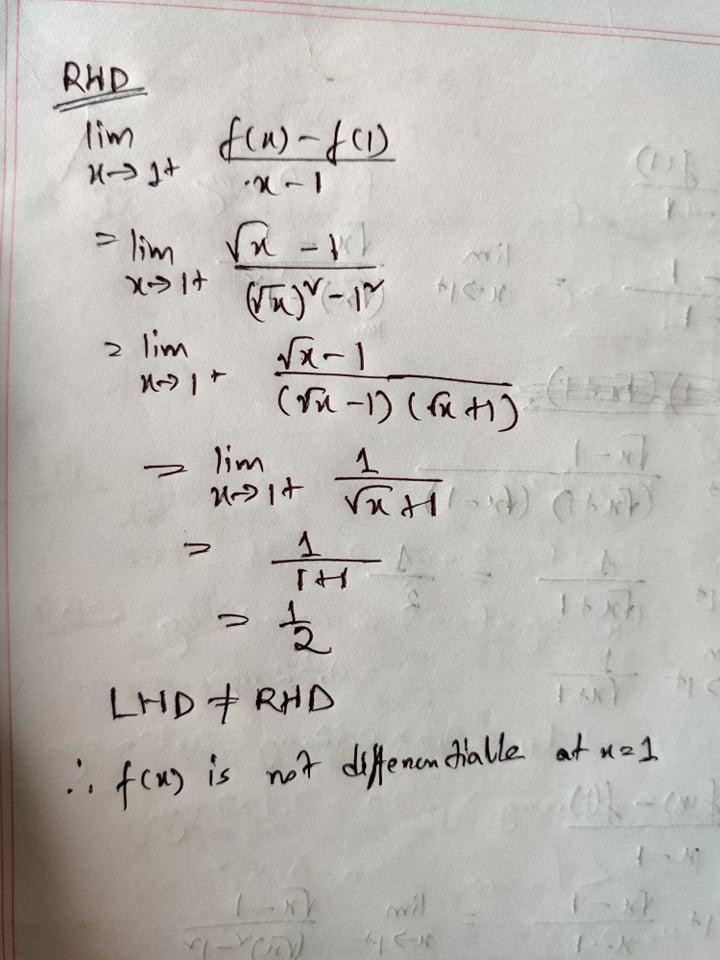 RHD
lim x→1+ f(x) - f(1) / x - 1
= lim x→1+ √x - 1 / (√x)² - 1²
= lim x→1+ √x - 1 / (√x - 1) (√x + 1)
= lim x→1+ 1 / √x + 1
= 1 / 1+1
= 1/2
LHD ≠ RHD
∴ f(x) is not differentiable at x=1